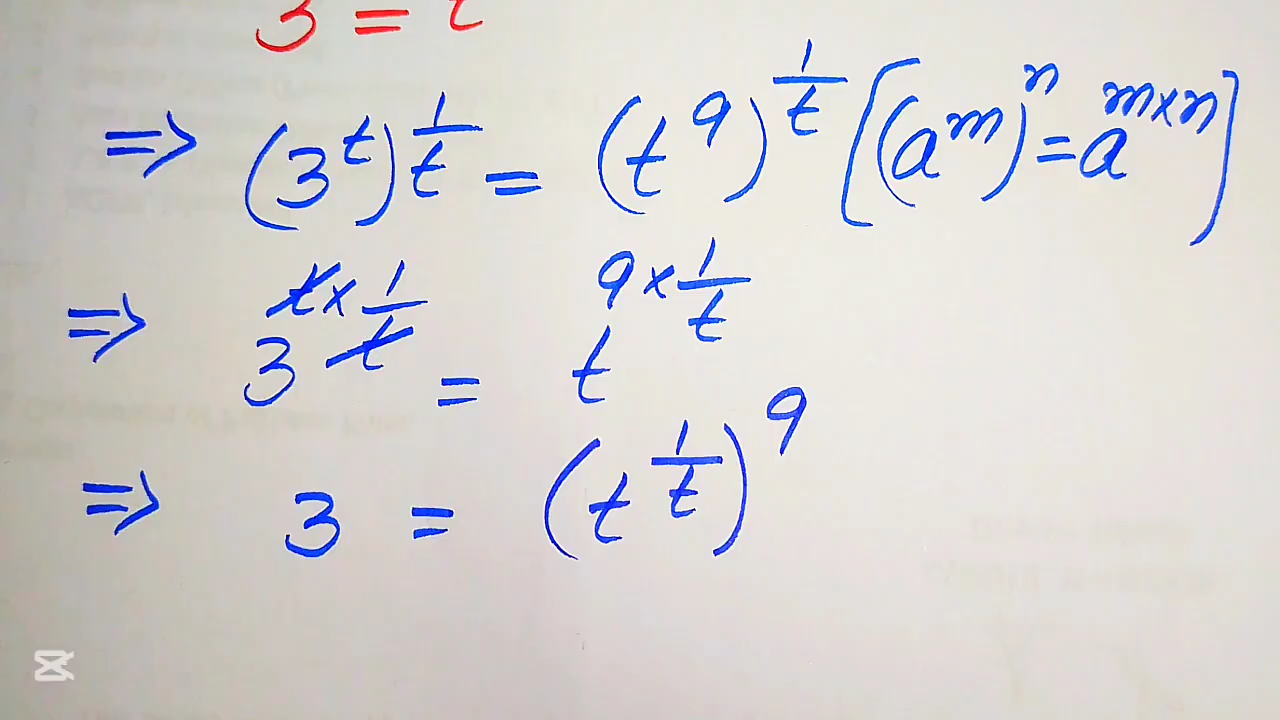 3 = t
⇒ (3^t)^(1/t) = (t^9)^(1/t) [(a^m)^n = a^(m×n)]
⇒ 3^(t×1/t) = t^(9×1/t)
⇒ 3 = (t^(1/t))^9